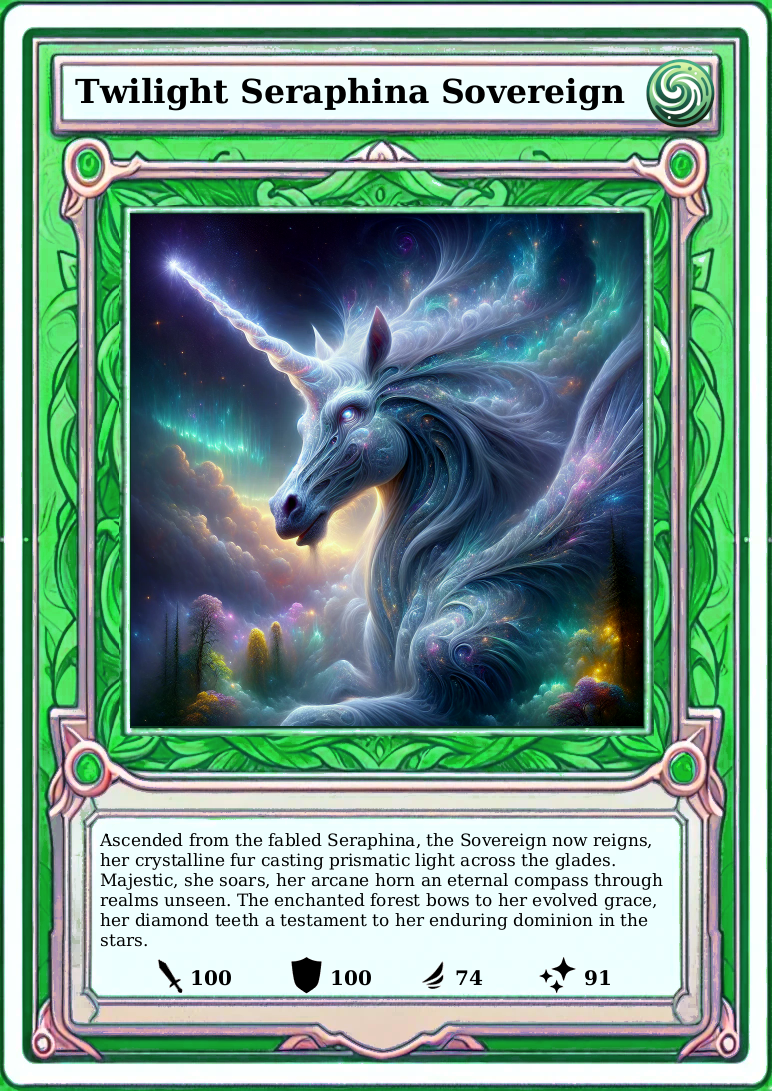 Twilight Seraphina Sovereign
Ascended from the fabled Seraphina, the Sovereign now reigns,
her crystalline fur casting prismatic light across the glades.
Majestic, she soars, her arcane horn an eternal compass through
realms unseen. The enchanted forest bows to her evolved grace,
her diamond teeth a testament to her enduring dominion in the
stars.
100 100 74 91